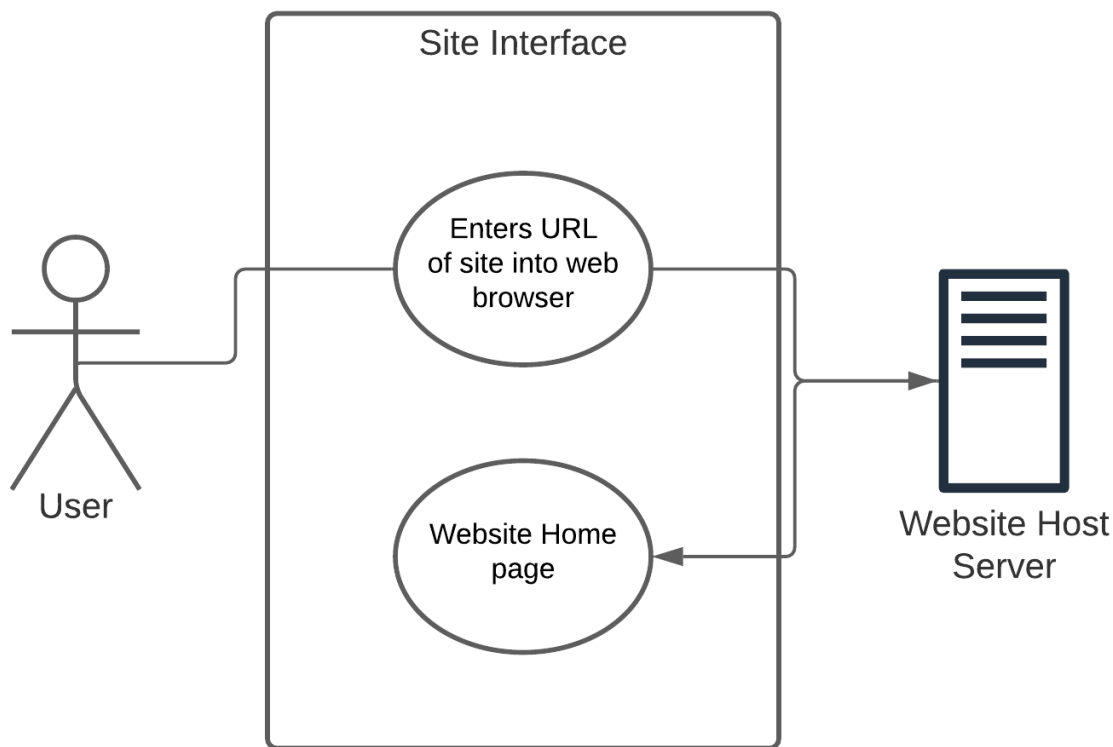 Site Interface
Enters URL
of site into web
browser
User
Website Home
page
Website Host
Server